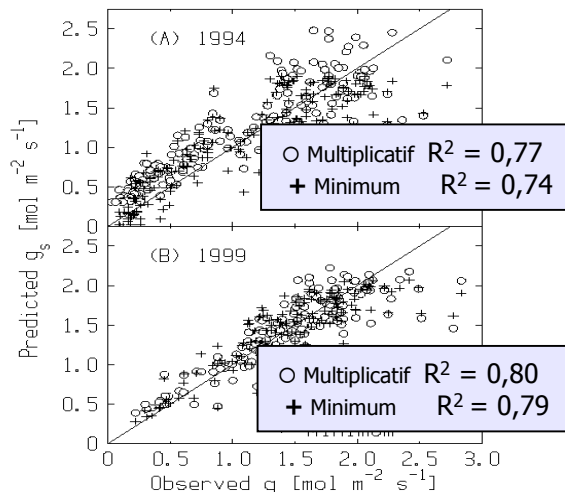 2.5
(A) 1994
2.0
1.5
1.0
0.5
0
Multiplicatif R² = 0,77
Minimum R² = 0,74
Predicted gs [mol m⁻² s⁻¹]
2.5
(B) 1999
2.0
1.5
1.0
0.5
0
Multiplicatif R² = 0,80
Minimum R² = 0,79
0 0.5 1.0 1.5 2.0 2.5 3.0
Observed g [mol m⁻² s⁻¹]